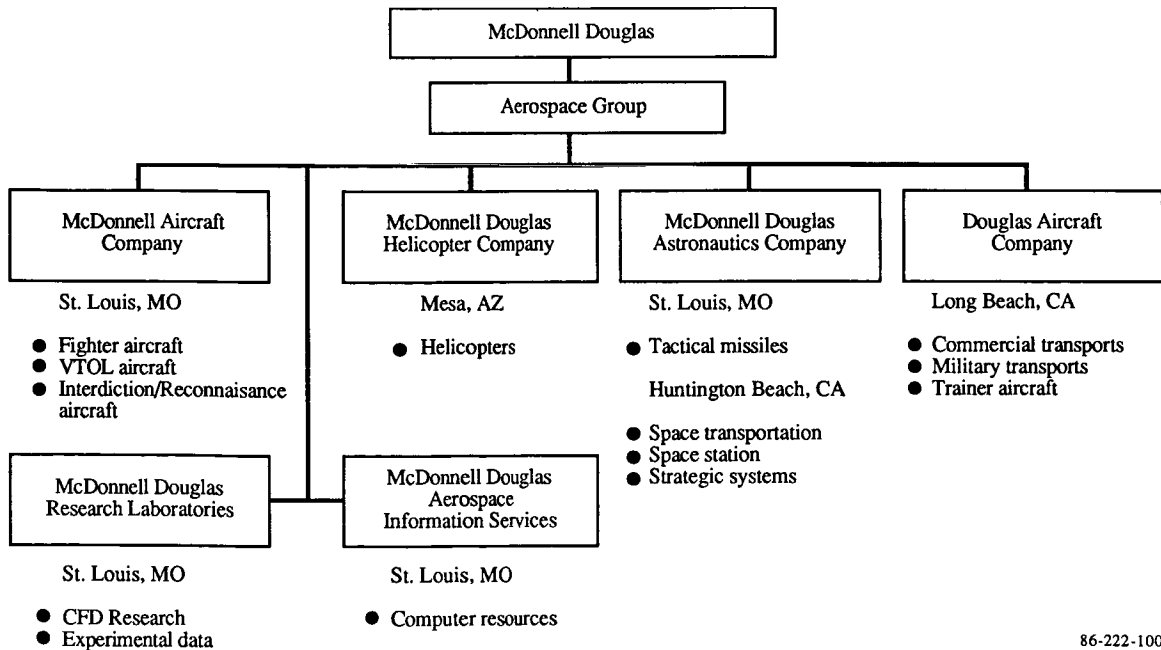 McDonnell Douglas
Aerospace Group
McDonnell Aircraft
Company
St. Louis, MO
● Fighter aircraft
● VTOL aircraft
● Interdiction/Reconnaisance
aircraft
McDonnell Douglas
Helicopter Company
Mesa, AZ
● Helicopters
McDonnell Douglas
Astronautics Company
St. Louis, MO
● Tactical missiles
Huntington Beach, CA
● Space transportation
● Space station
● Strategic systems
Douglas Aircraft
Company
Long Beach, CA
● Commercial transports
● Military transports
● Trainer aircraft
McDonnell Douglas
Research Laboratories
St. Louis, MO
● CFD Research
● Experimental data
McDonnell Douglas
Aerospace
Information Services
St. Louis, MO
● Computer resources
86-222-100